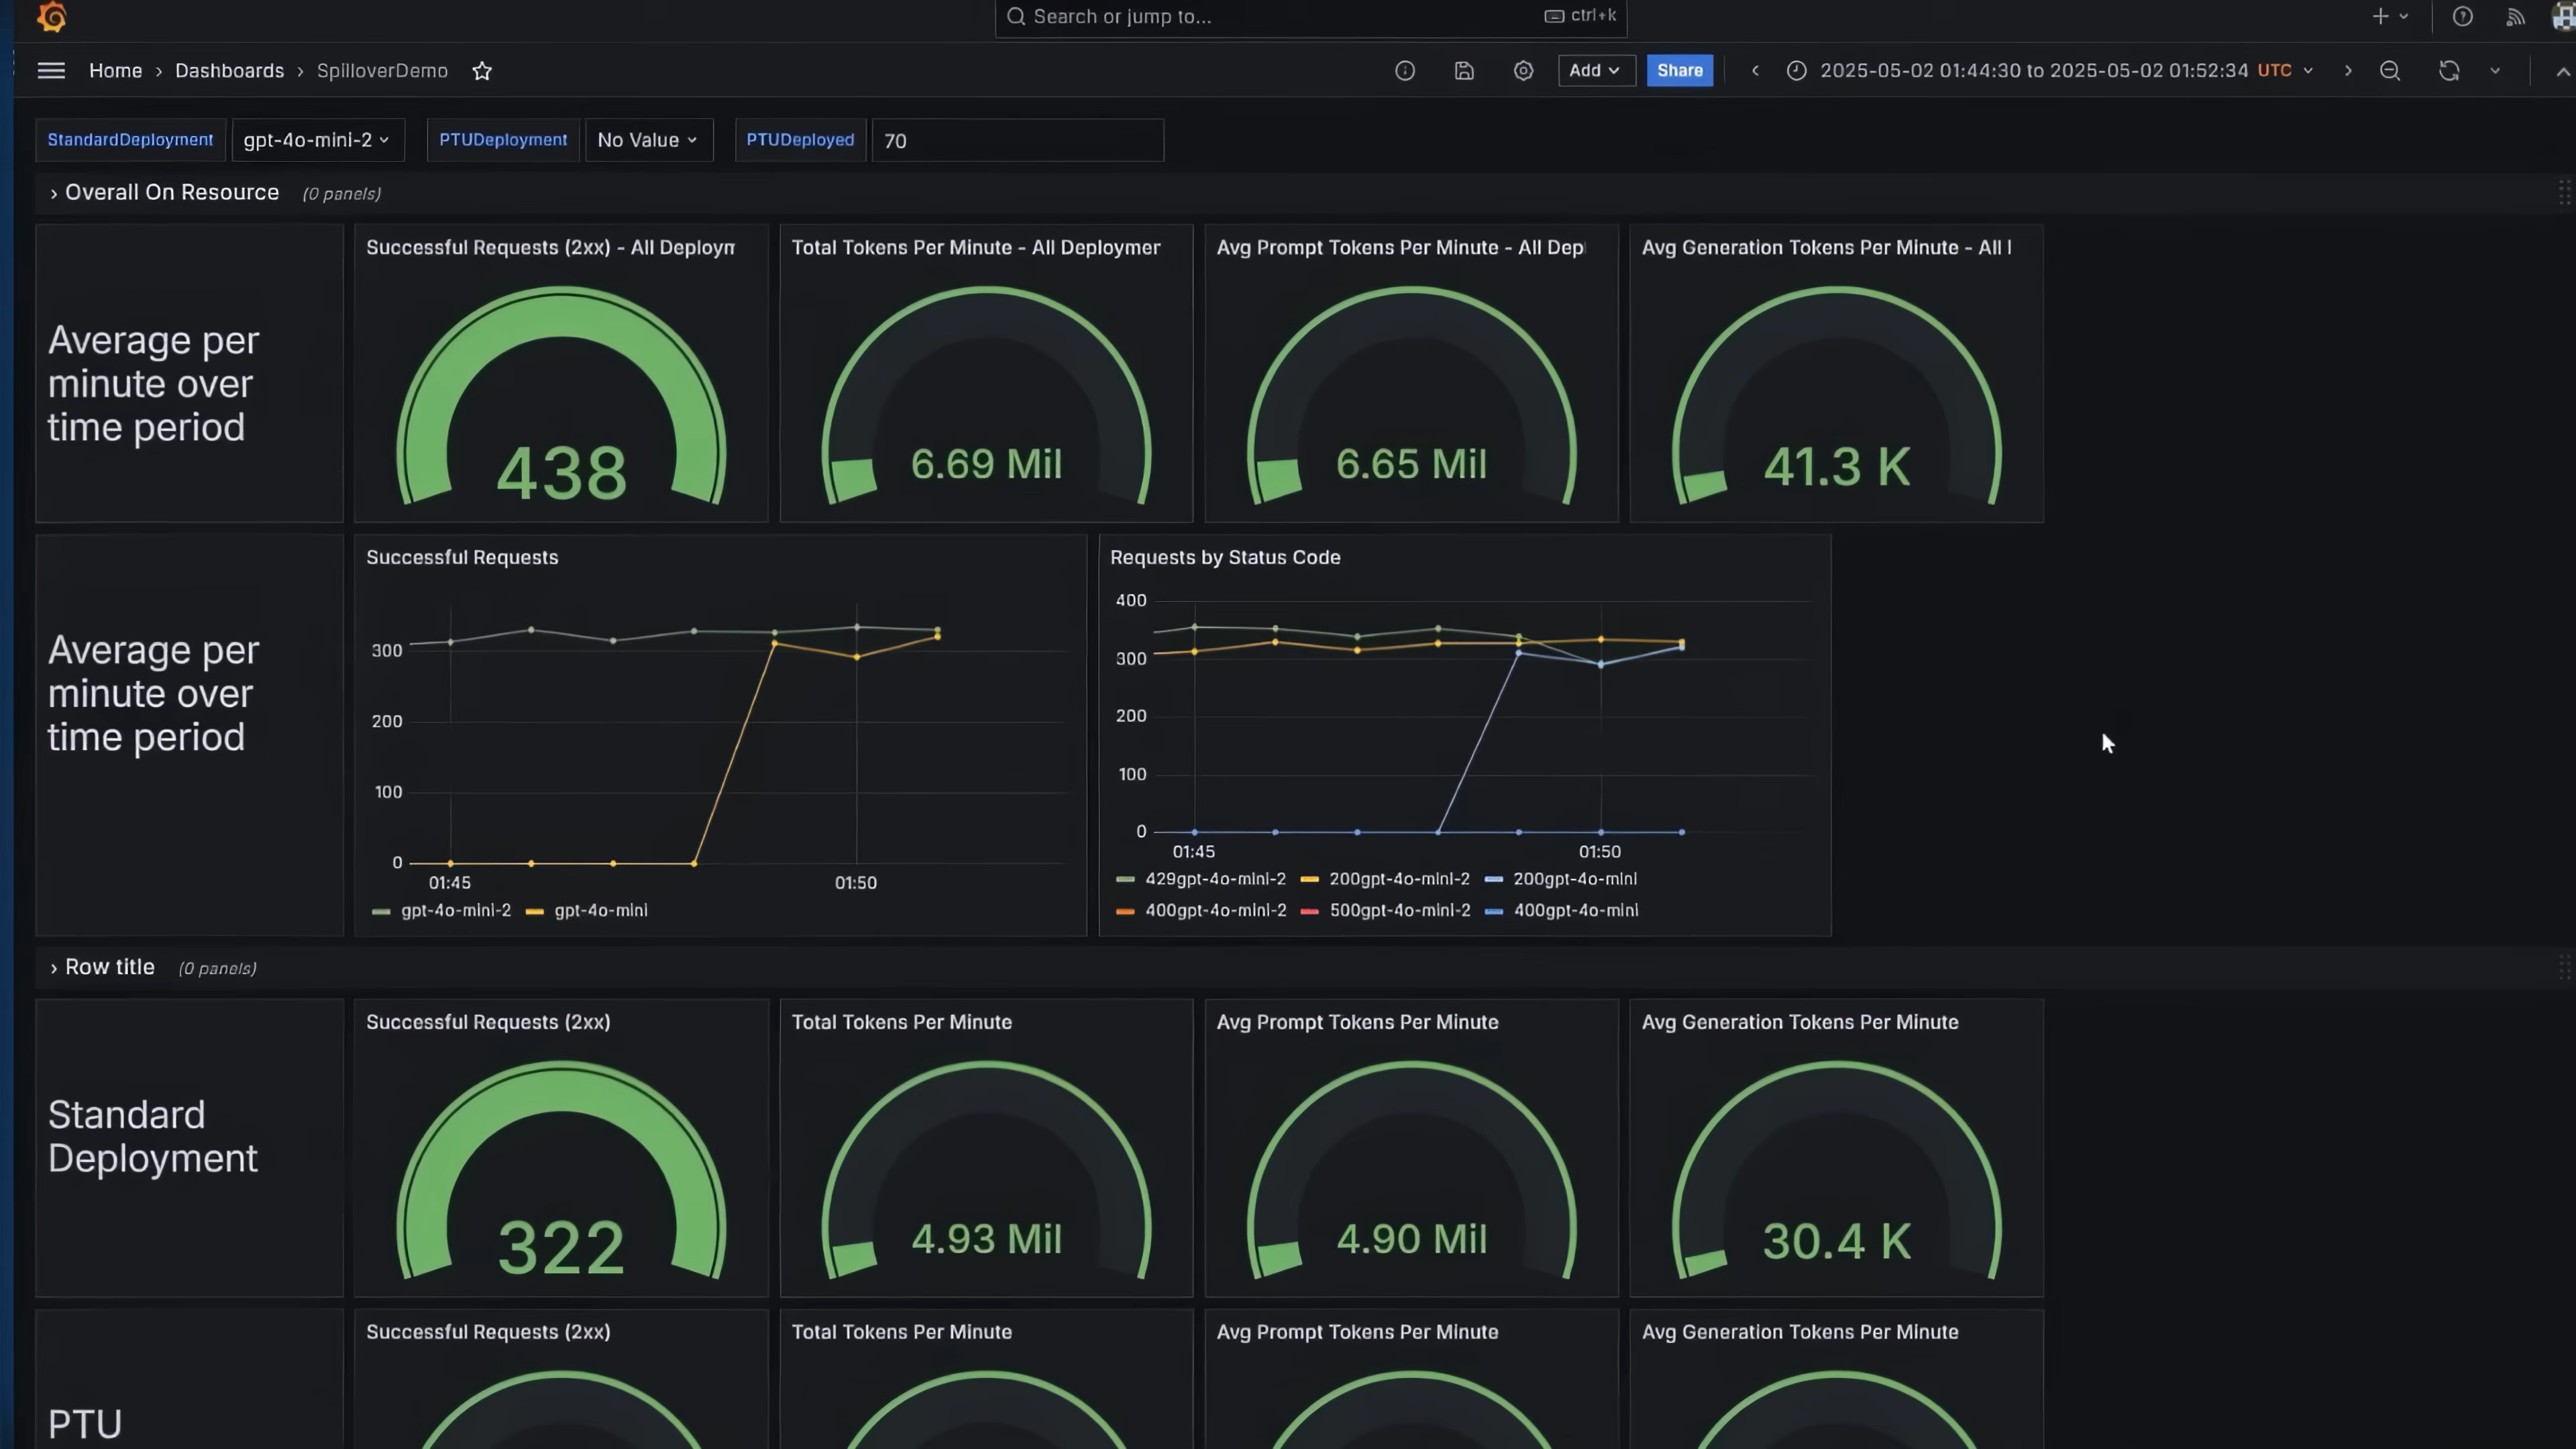 Search or jump to...
ctrl+k
Home › Dashboards › SpilloverDemo
Add
Share
2025-05-02 01:44:30 to 2025-05-02 01:52:34 UTC
StandardDeployment
gpt-4o-mini-2
PTUDeployment
No Value
PTUDeployed
70
Overall On Resource (0 panels)
Average per
minute over
time period
Successful Requests (2xx) - All Deploym
438
Total Tokens Per Minute - All Deploymer
6.69 Mil
Avg Prompt Tokens Per Minute - All Dep
6.65 Mil
Avg Generation Tokens Per Minute - All
41.3 K
Average per
minute over
time period
Successful Requests
300
200
100
0
01:45
01:50
gpt-4o-mini-2 gpt-4o-mini
Requests by Status Code
400
300
200
100
0
01:45
01:50
429gpt-4o-mini-2 200gpt-4o-mini-2 200gpt-4o-mini
400gpt-4o-mini-2 500gpt-4o-mini-2 400gpt-4o-mini
Row title (0 panels)
Standard
Deployment
Successful Requests (2xx)
322
Total Tokens Per Minute
4.93 Mil
Avg Prompt Tokens Per Minute
4.90 Mil
Avg Generation Tokens Per Minute
30.4 K
PTU
Successful Requests (2xx)
Total Tokens Per Minute
Avg Prompt Tokens Per Minute
Avg Generation Tokens Per Minute